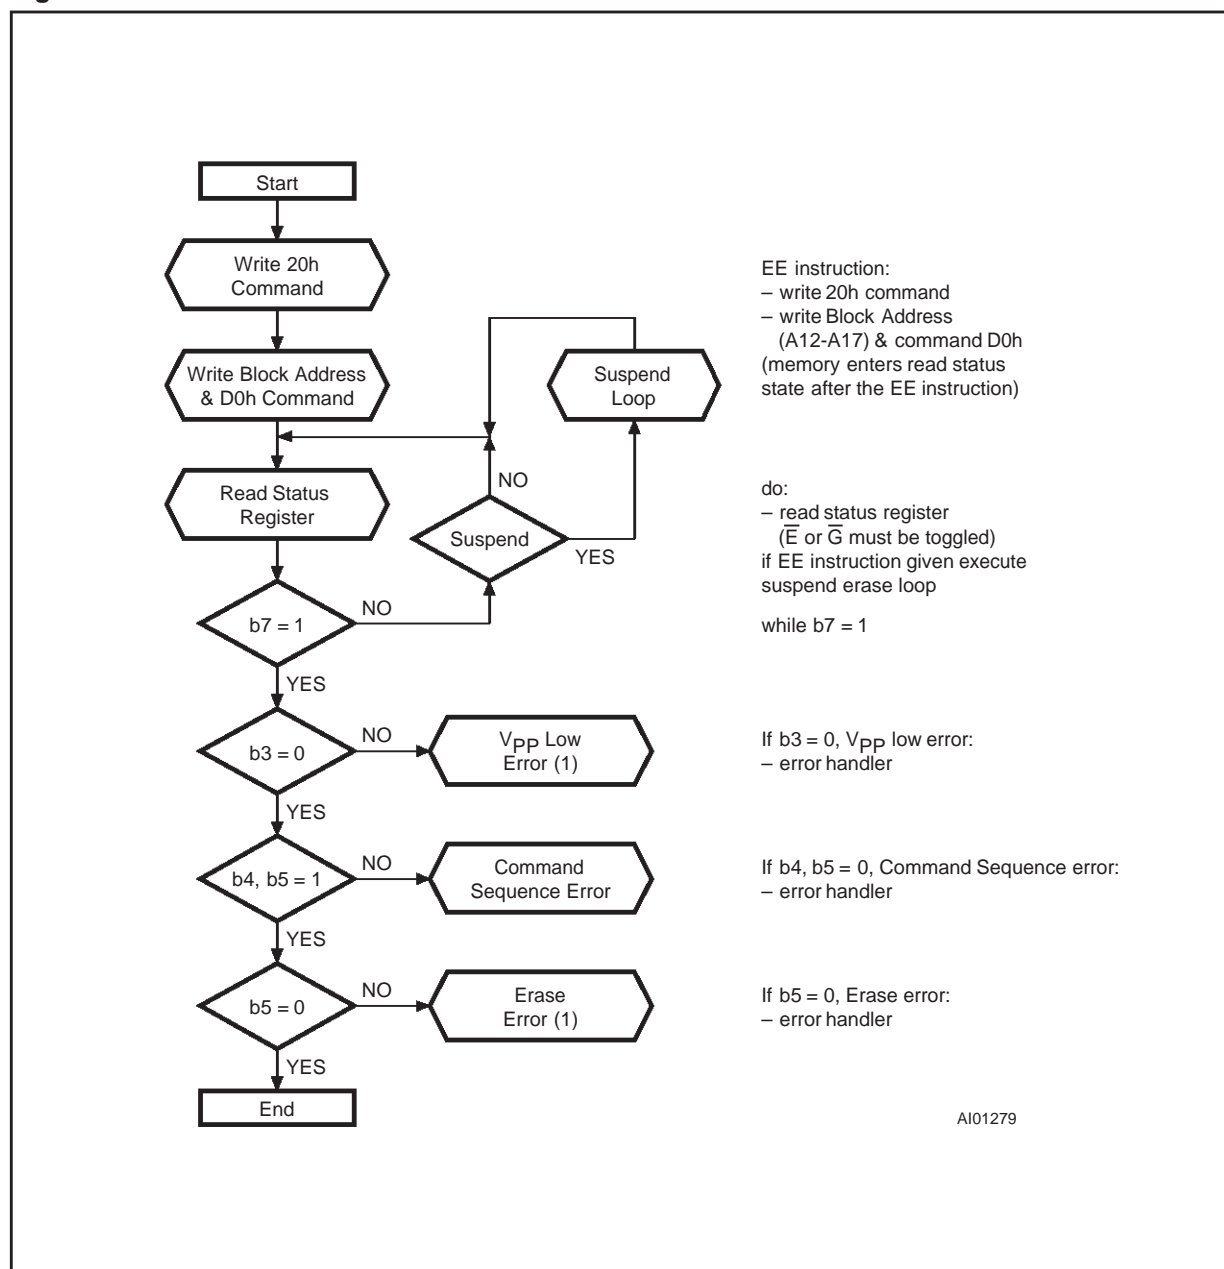 Start
Write 20h
Command
Write Block Address
& D0h Command
Suspend
Loop
EE instruction:
– write 20h command
– write Block Address
(A12-A17) & command D0h
(memory enters read status
state after the EE instruction)
Read Status
Register
NO
Suspend
YES
do:
– read status register
(E̅ or G̅ must be toggled)
if EE instruction given execute
suspend erase loop
while b7 = 1
b7 = 1
NO
YES
b3 = 0
NO
VPP Low
Error (1)
If b3 = 0, VPP low error:
– error handler
YES
b4, b5 = 1
NO
Command
Sequence Error
If b4, b5 = 0, Command Sequence error:
– error handler
YES
b5 = 0
NO
Erase
Error (1)
If b5 = 0, Erase error:
– error handler
YES
End
AI01279